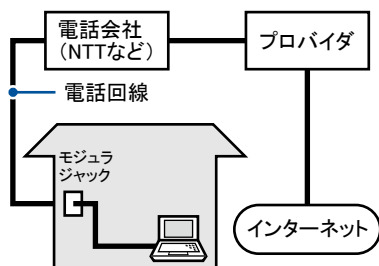 電話会社
（NTTなど）
プロバイダ
電話回線
モジュラ
ジャック
インターネット